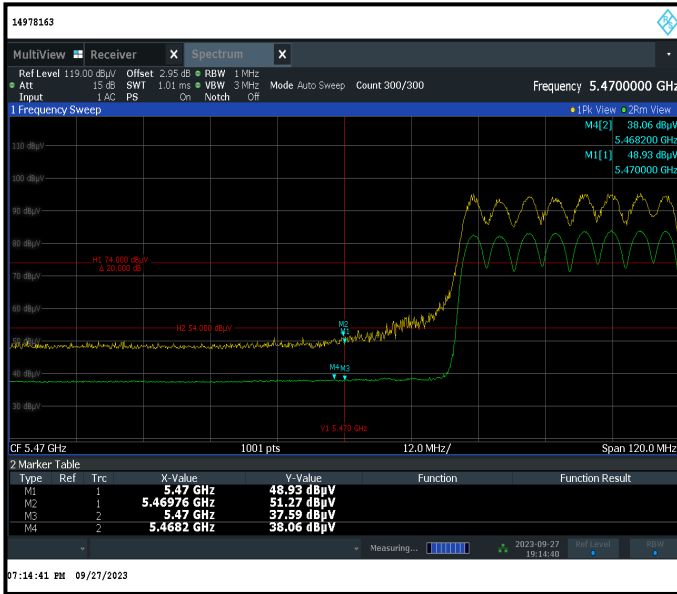 14978163
MultiView Receiver X Spectrum X
Ref Level 119.00 dBµV Offset 2.95 dB RBW 1 MHz
Att 15 dB SWT 1.01 ms VBW 3 MHz Mode Auto Sweep Count 300/300 Frequency 5.4700000 GHz
Input 1 AC PS On Notch Off
1 Frequency Sweep 1Pk View 2Rm View
M4[2] 38.06 dBµV
5.468200 GHz
M1[1] 48.93 dBµV
5.470000 GHz
110 dBµV
100 dBµV
90 dBµV
80 dBµV
H1 74.000 dBµV
Δ 20.000 dB
70 dBµV
60 dBµV
M2
H2 54.000 dBµV
M1
50 dBµV
M4 M3
40 dBµV
30 dBµV
V1 5.470 GHz
CF 5.47 GHz 1001 pts 12.0 MHz/ Span 120.0 MHz
2 Marker Table
Type Ref Trc X-Value Y-Value Function Function Result
M1 1 5.47 GHz 48.93 dBµV
M2 1 5.46976 GHz 51.27 dBµV
M3 2 5.47 GHz 37.59 dBµV
M4 2 5.4682 GHz 38.06 dBµV
Measuring... 2023-09-27 19:14:40 Ref Level RBW
07:14:41 PM 09/27/2023